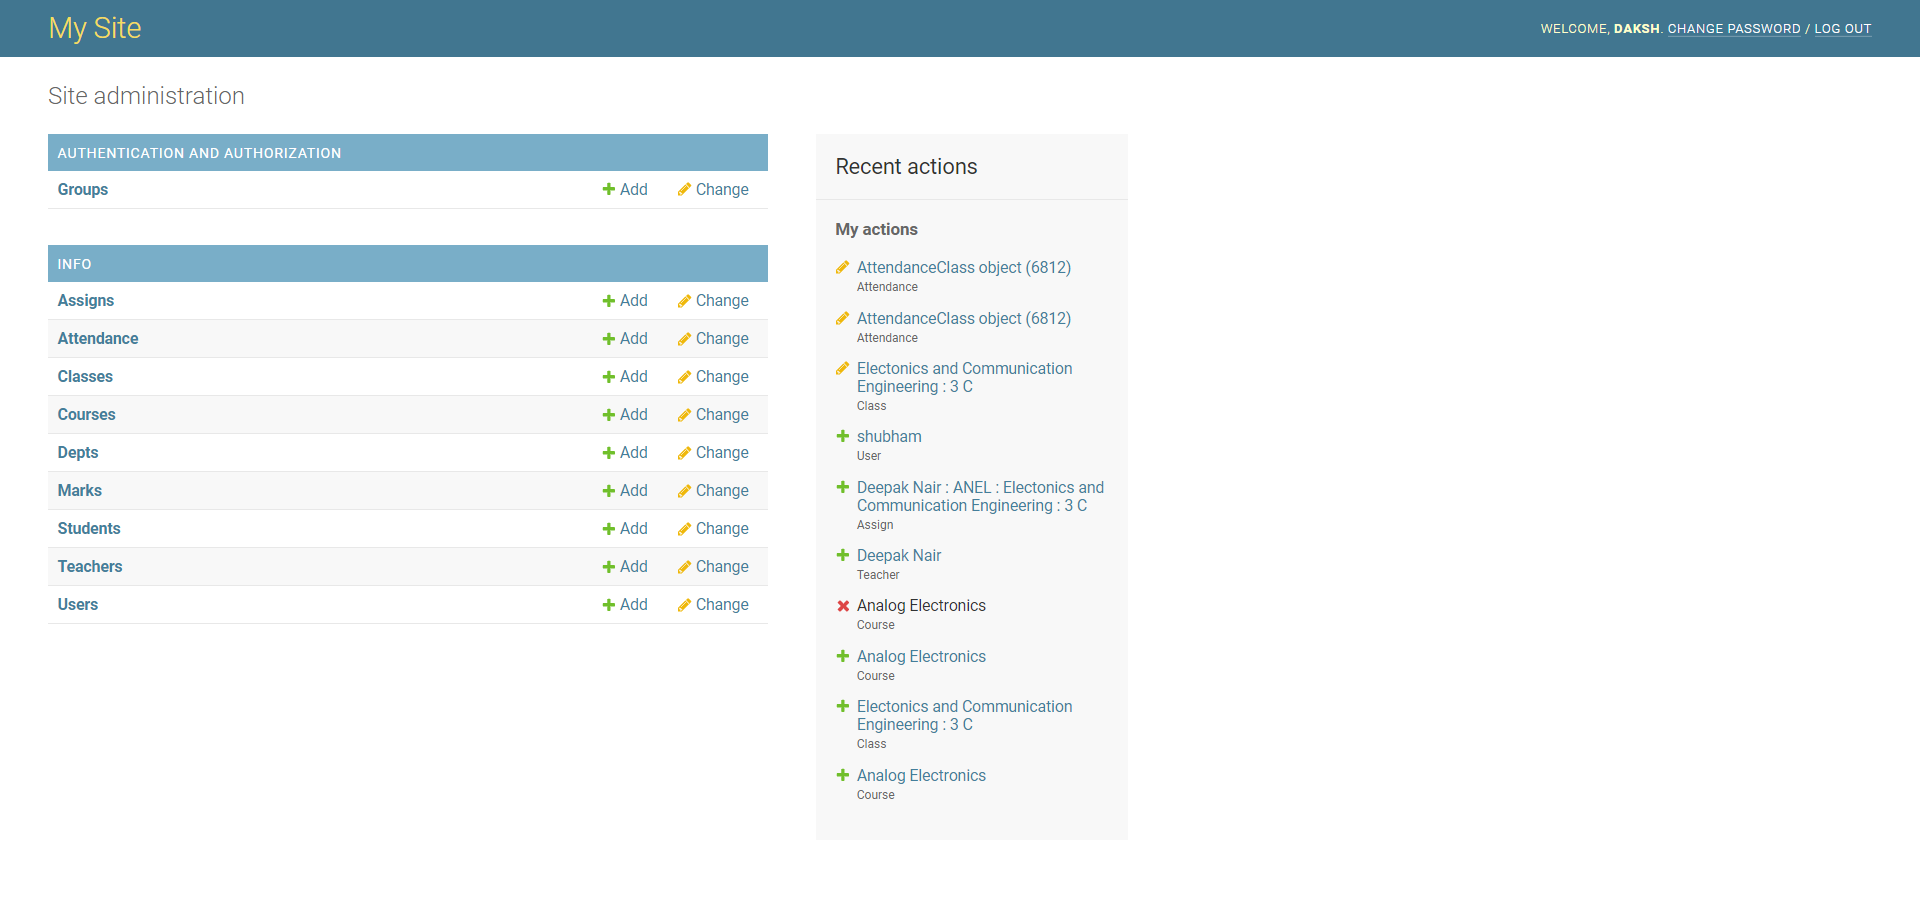 My Site
WELCOME, DAKSH. CHANGE PASSWORD / LOG OUT
Site administration
AUTHENTICATION AND AUTHORIZATION
Groups Add Change
INFO
Assigns Add Change
Attendance Add Change
Classes Add Change
Courses Add Change
Depts Add Change
Marks Add Change
Students Add Change
Teachers Add Change
Users Add Change
Recent actions
My actions
AttendanceClass object (6812)
Attendance
AttendanceClass object (6812)
Attendance
Electonics and Communication
Engineering : 3 C
Class
shubham
User
Deepak Nair : ANEL : Electonics and
Communication Engineering : 3 C
Assign
Deepak Nair
Teacher
Analog Electronics
Course
Analog Electronics
Course
Electonics and Communication
Engineering : 3 C
Class
Analog Electronics
Course